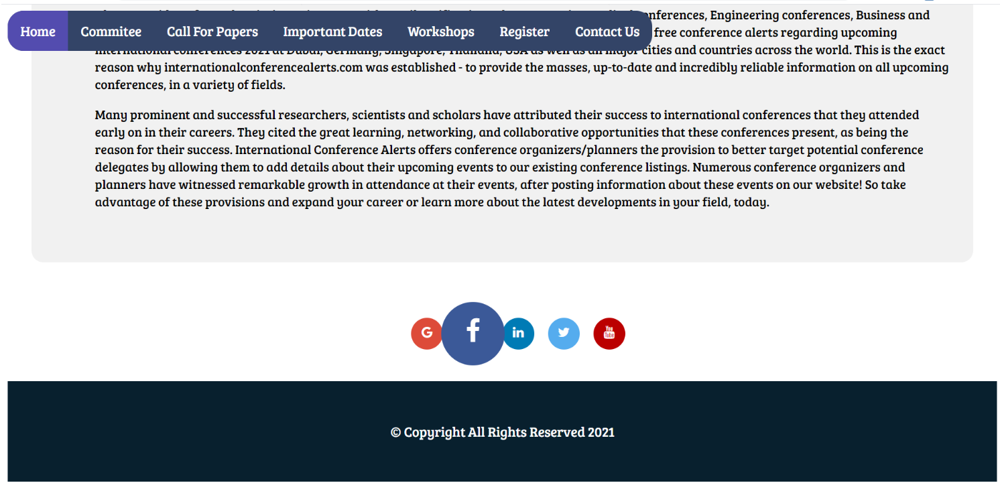 Home Commitee Call For Papers Important Dates Workshops Register Contact Us
conferences, Engineering conferences, Business and
free conference alerts regarding upcoming
international conferences 2021 at Dubai, Germany, Singapore, Thailand, USA as well as all major cities and countries across the world. This is the exact
reason why internationalconferencealerts.com was established - to provide the masses, up-to-date and incredibly reliable information on all upcoming
conferences, in a variety of fields.
Many prominent and successful researchers, scientists and scholars have attributed their success to international conferences that they attended
early on in their careers. They cited the great learning, networking, and collaborative opportunities that these conferences present, as being the
reason for their success. International Conference Alerts offers conference organizers/planners the provision to better target potential conference
delegates by allowing them to add details about their upcoming events to our existing conference listings. Numerous conference organizers and
planners have witnessed remarkable growth in attendance at their events, after posting information about these events on our website! So take
advantage of these provisions and expand your career or learn more about the latest developments in your field, today.
G f in You Tube
© Copyright All Rights Reserved 2021